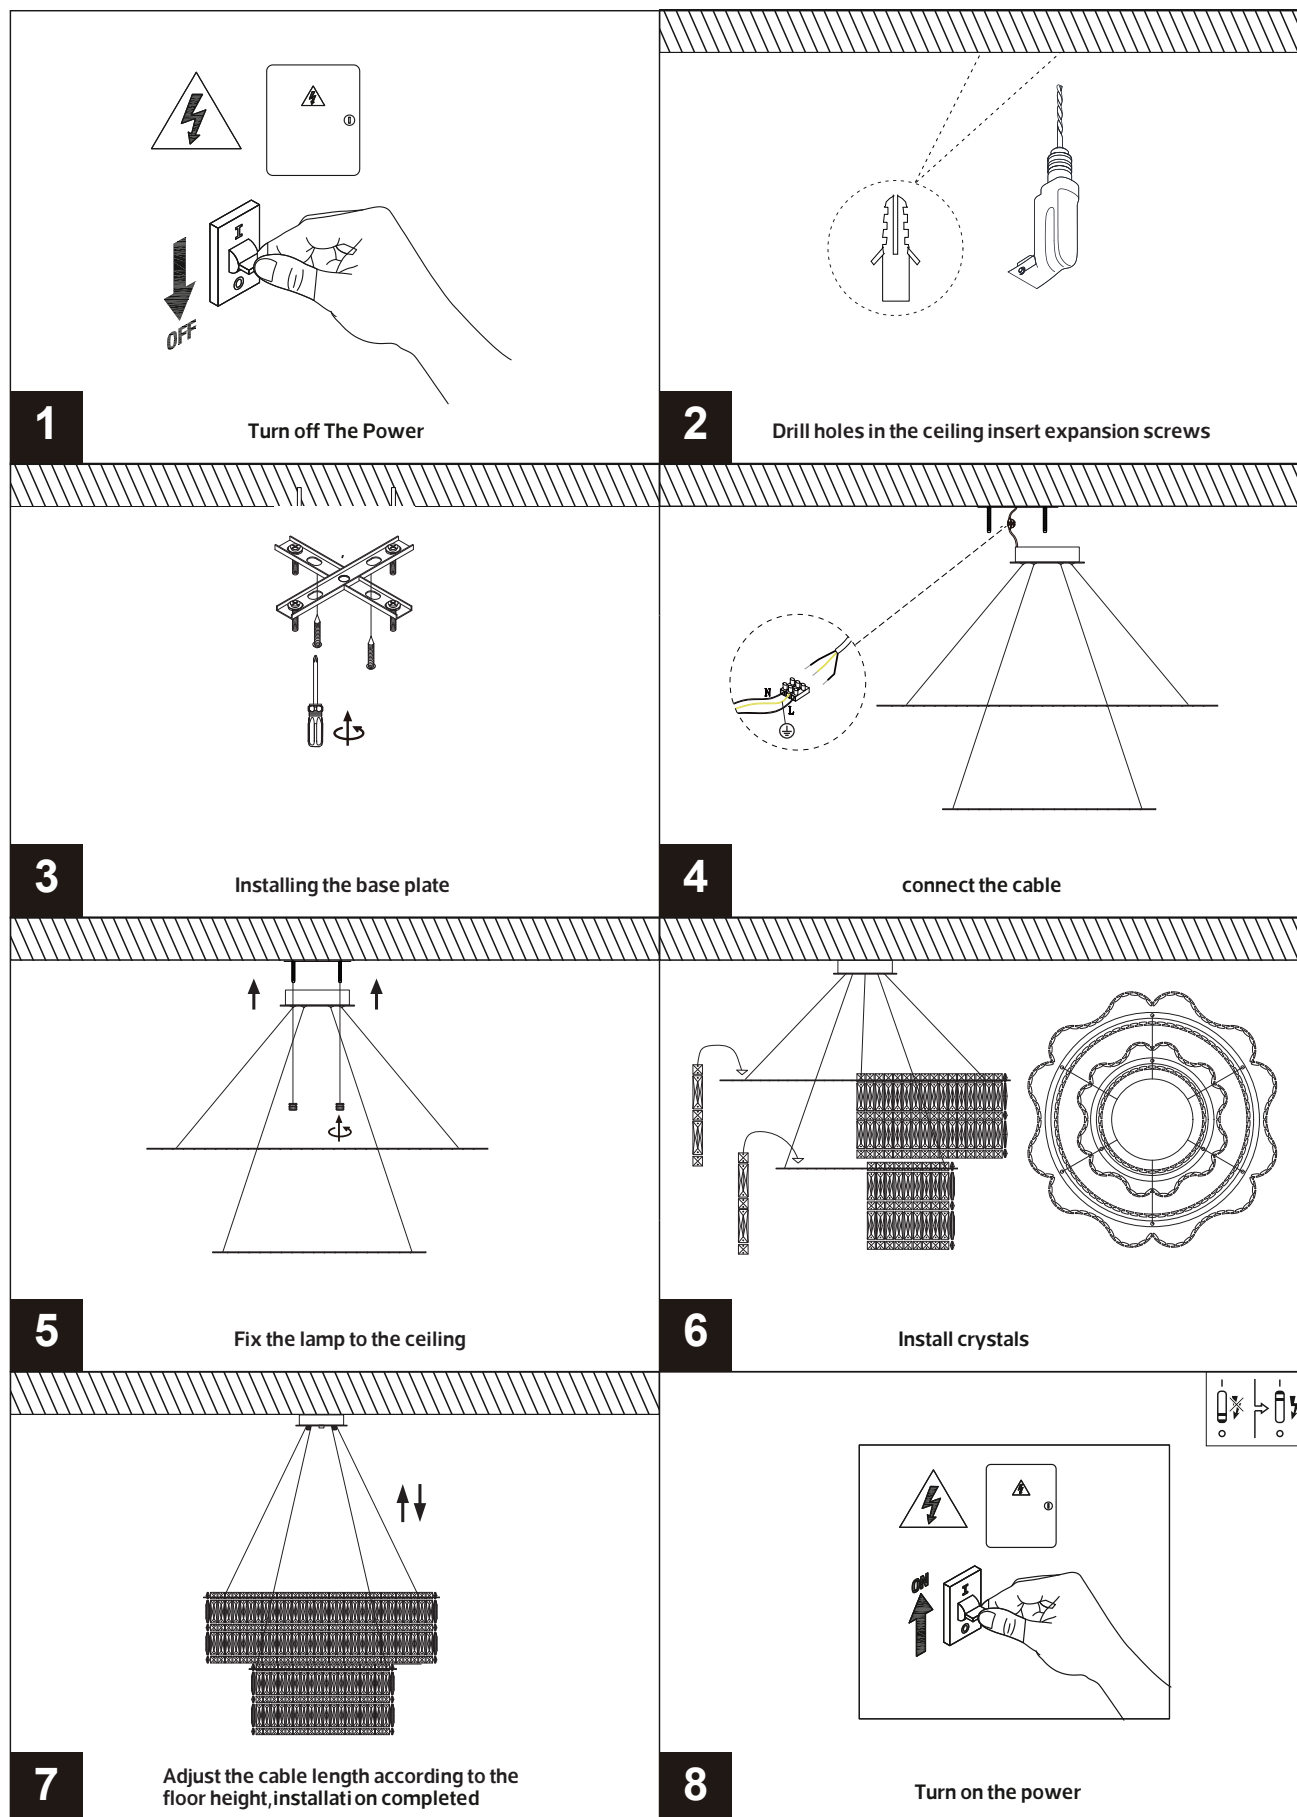 I
OFF
1
Turn off The Power
2
Drill holes in the ceiling insert expansion screws
3
Installing the base plate
N
L
4
connect the cable
5
Fix the lamp to the ceiling
6
Install crystals
7
Adjust the cable length according to the
floor height,installati on completed
ON
I
8
Turn on the power